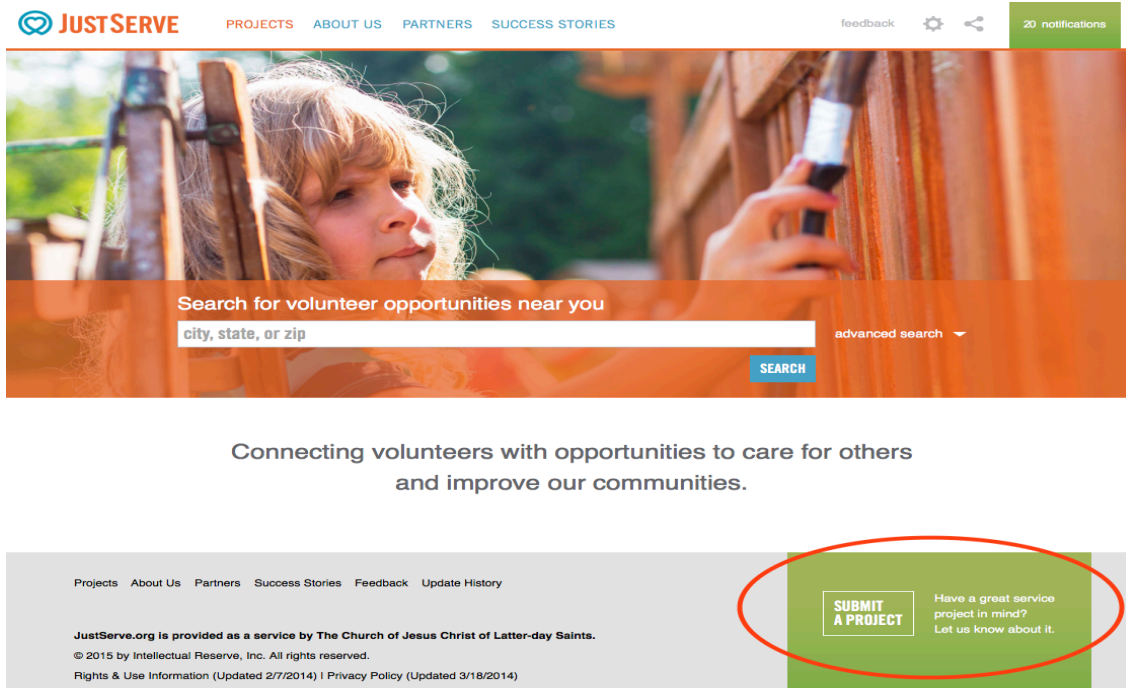 JUSTSERVE PROJECTS ABOUT US PARTNERS SUCCESS STORIES feedback 20 notifications
Search for volunteer opportunities near you
city, state, or zip advanced search
SEARCH
Connecting volunteers with opportunities to care for others
and improve our communities.
Projects About Us Partners Success Stories Feedback Update History
JustServe.org is provided as a service by The Church of Jesus Christ of Latter-day Saints.
© 2015 by Intellectual Reserve, Inc. All rights reserved.
Rights & Use Information (Updated 2/7/2014) | Privacy Policy (Updated 3/18/2014)
SUBMIT
A PROJECT
Have a great service
project in mind?
Let us know about it.